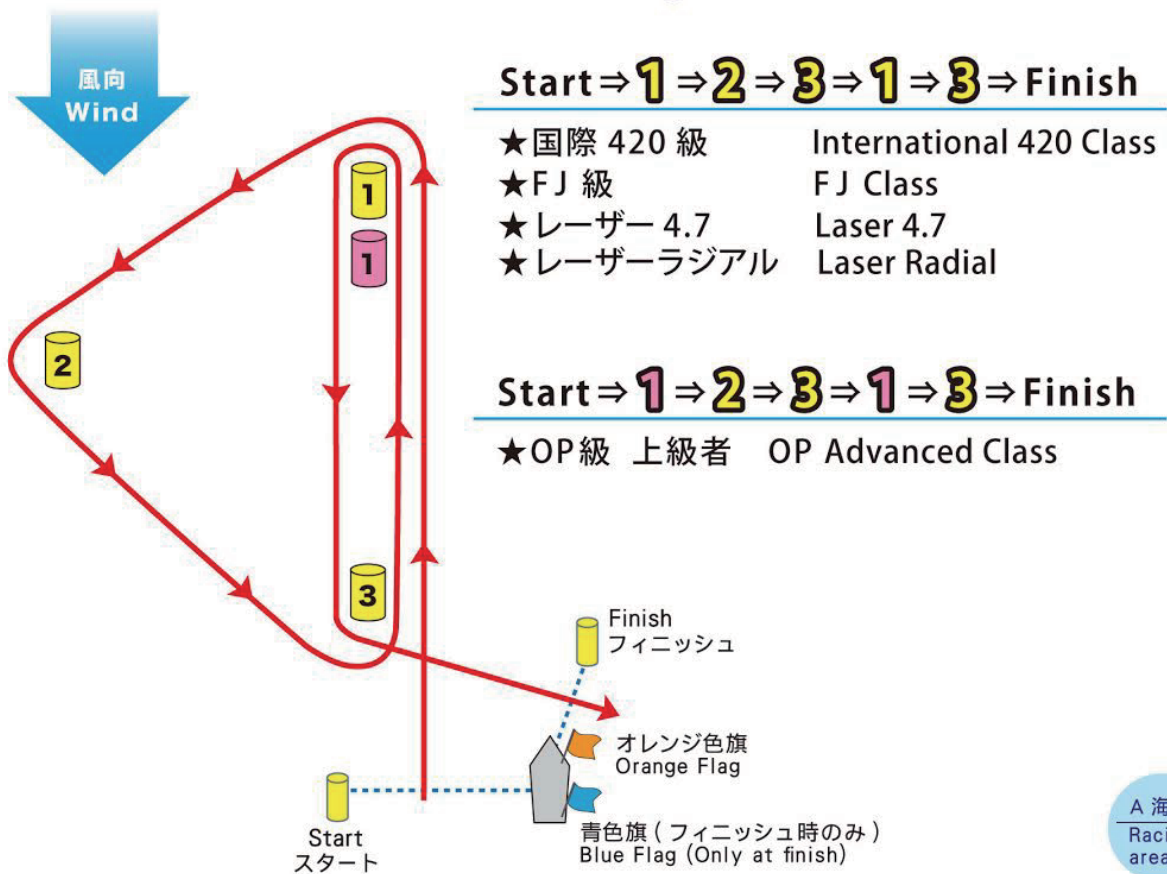 風向
Wind
Start⇒1⇒2⇒3⇒1⇒3⇒Finish
★国際 420 級 International 420 Class
★FJ 級 FJ Class
★レーザー 4.7 Laser 4.7
★レーザーラジアル Laser Radial
Start⇒1⇒2⇒3⇒1⇒3⇒Finish
★OP級 上級者 OP Advanced Class
1
1
2
3
Finish
フィニッシュ
オレンジ色旗
Orange Flag
青色旗 ( フィニッシュ時のみ )
Blue Flag (Only at finish)
Start
スタート
A 海
Raci
area